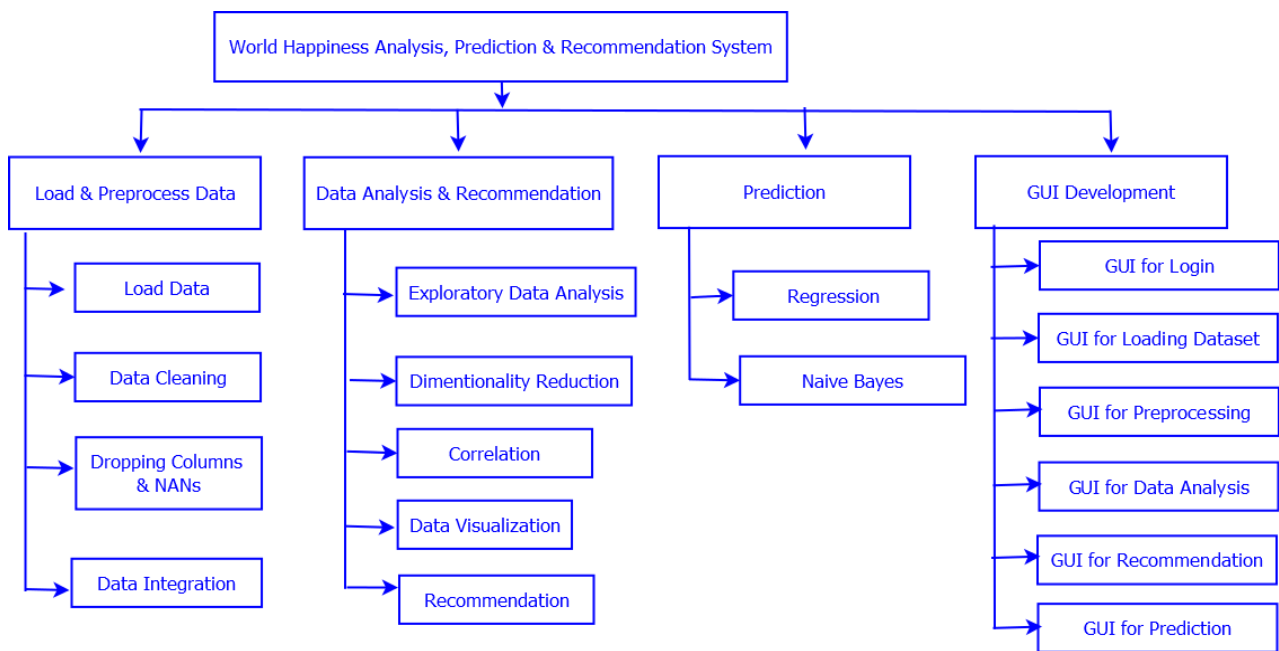 World Happiness Analysis, Prediction & Recommendation System
Load & Preprocess Data
Load Data
Data Cleaning
Dropping Columns
& NANs
Data Integration
Data Analysis & Recommendation
Exploratory Data Analysis
Dimentionality Reduction
Correlation
Data Visualization
Recommendation
Prediction
Regression
Naive Bayes
GUI Development
GUI for Login
GUI for Loading Dataset
GUI for Preprocessing
GUI for Data Analysis
GUI for Recommendation
GUI for Prediction